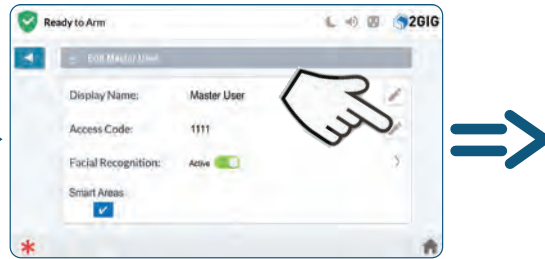 Ready to Arm
2GIG
Edit Master User
Display Name: Master User
Access Code: 1111
Facial Recognition: Active
Smart Areas